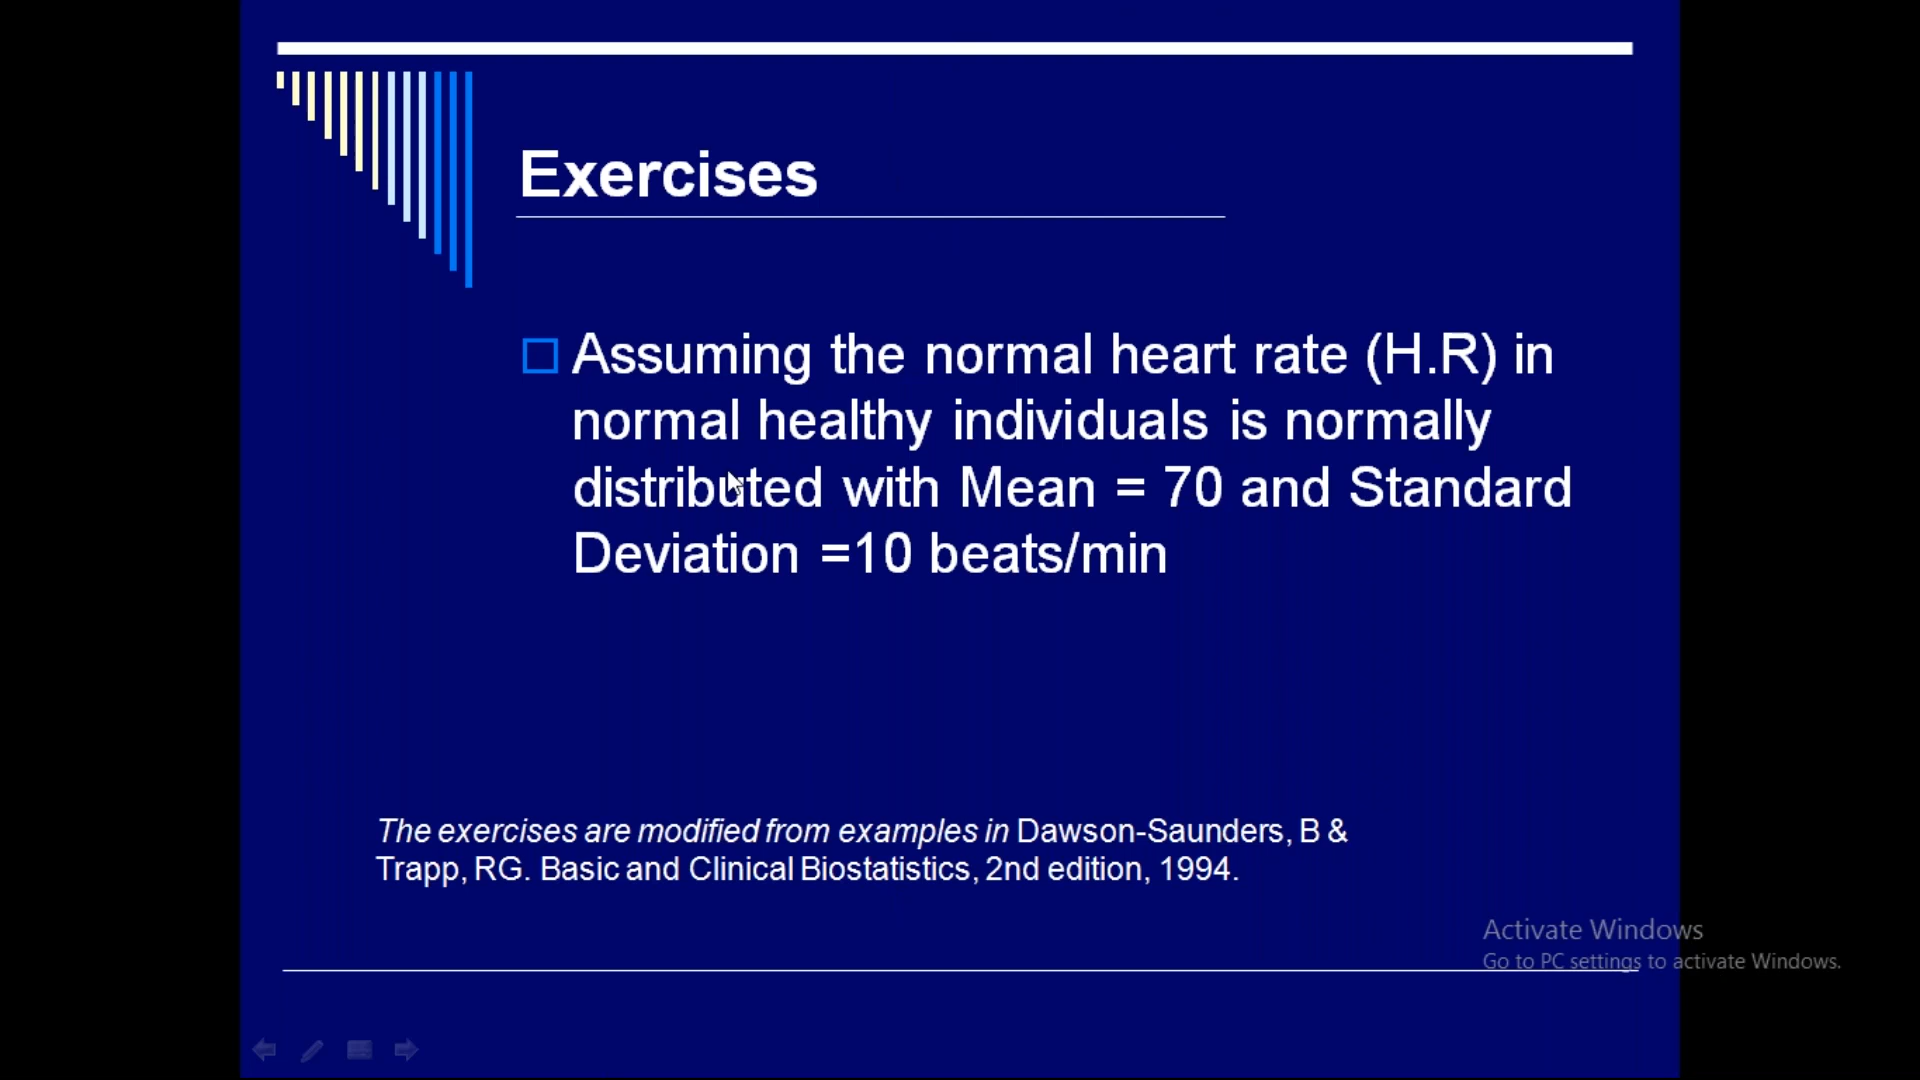 Exercises
Assuming the normal heart rate (H.R) in
normal healthy individuals is normally
distributed with Mean = 70 and Standard
Deviation =10 beats/min
The exercises are modified from examples in Dawson-Saunders, B &
Trapp, RG. Basic and Clinical Biostatistics, 2nd edition, 1994.
Activate Windows
Go to PC settings to activate Windows.